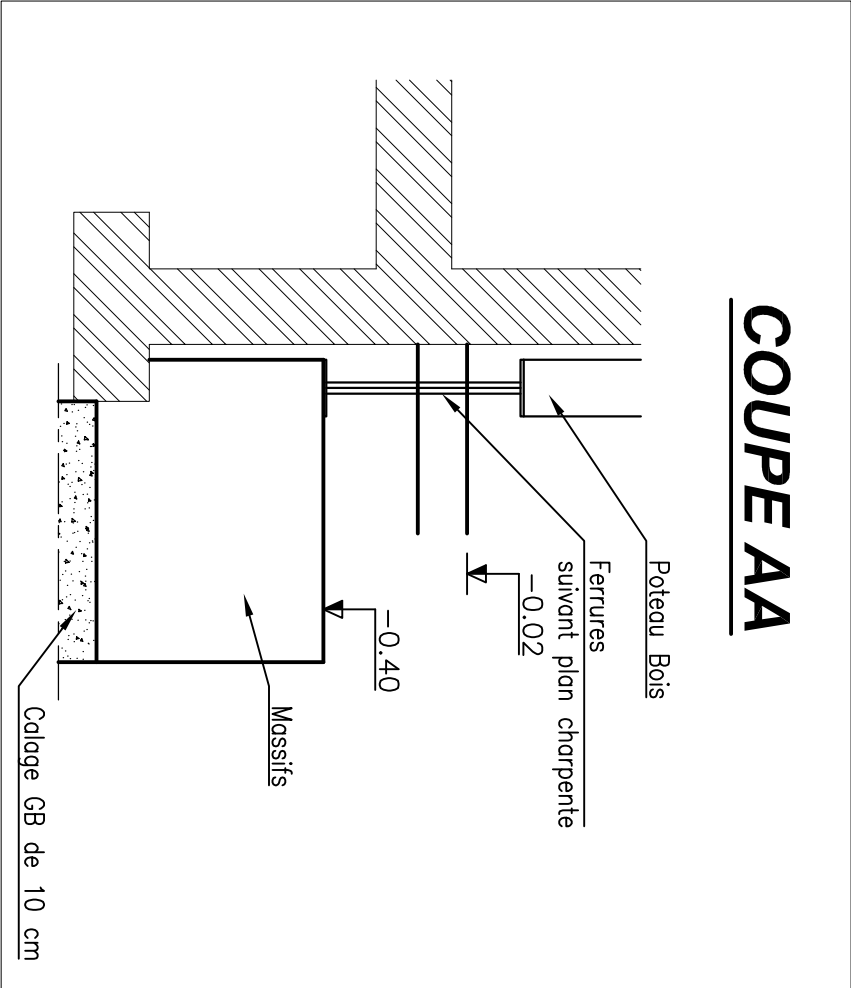 COUPE AA
Poteau Bois
Ferrures
suivant plan charpente
-0.02
-0.40
Massifs
Calage GB de 10 cm